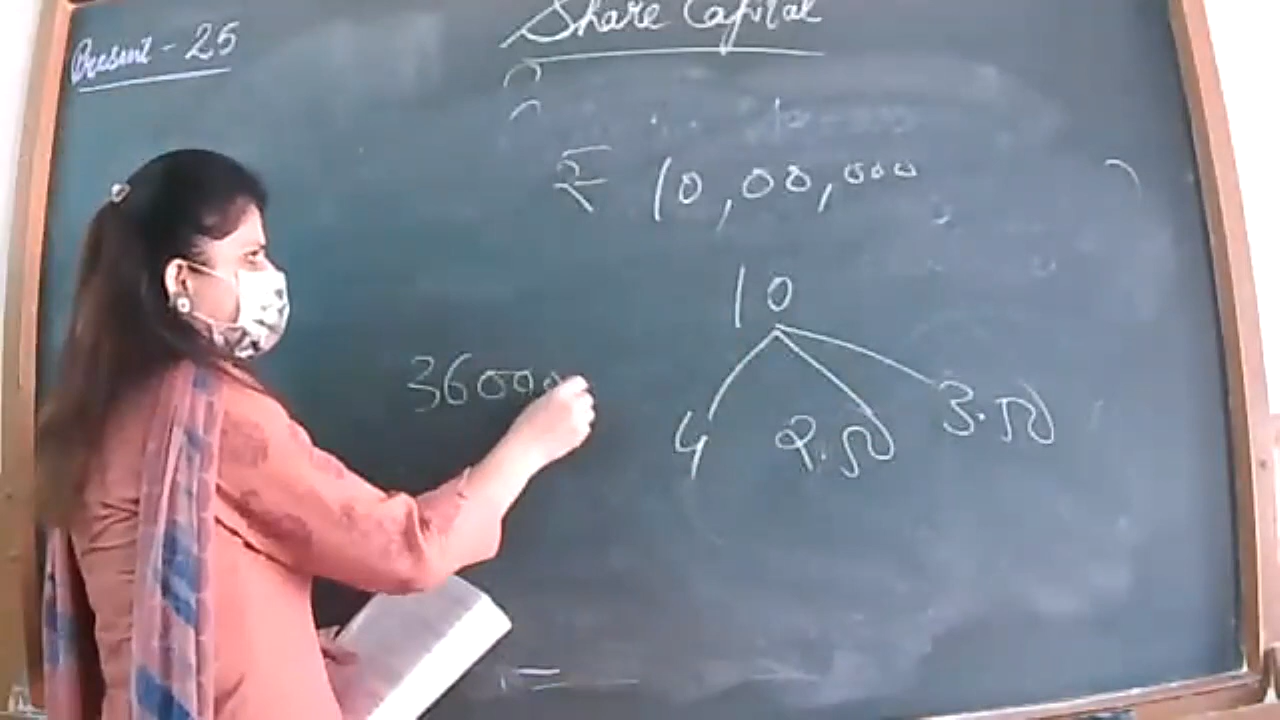 Share Capital
Present - 25
₹ 10,00,000
10
36000
4 2.50 3.50